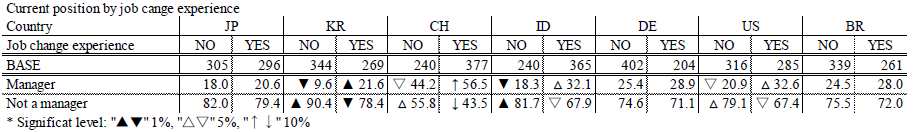 Current position by job cange experience
Country JP KR CH ID DE US BR
Job change experience NO YES NO YES NO YES NO YES NO YES NO YES NO YES
BASE 305 296 344 269 240 377 240 365 402 204 316 285 339 261
Manager 18.0 20.6 ▼ 9.6 ▲ 21.6 ▽ 44.2 ↑ 56.5 ▼ 18.3 △ 32.1 25.4 28.9 ▽ 20.9 △ 32.6 24.5 28.0
Not a manager 82.0 79.4 ▲ 90.4 ▼ 78.4 △ 55.8 ↓ 43.5 ▲ 81.7 ▽ 67.9 74.6 71.1 △ 79.1 ▽ 67.4 75.5 72.0
* Significat level: "▲▼"1%, "△▽"5%, "↑ ↓"10%